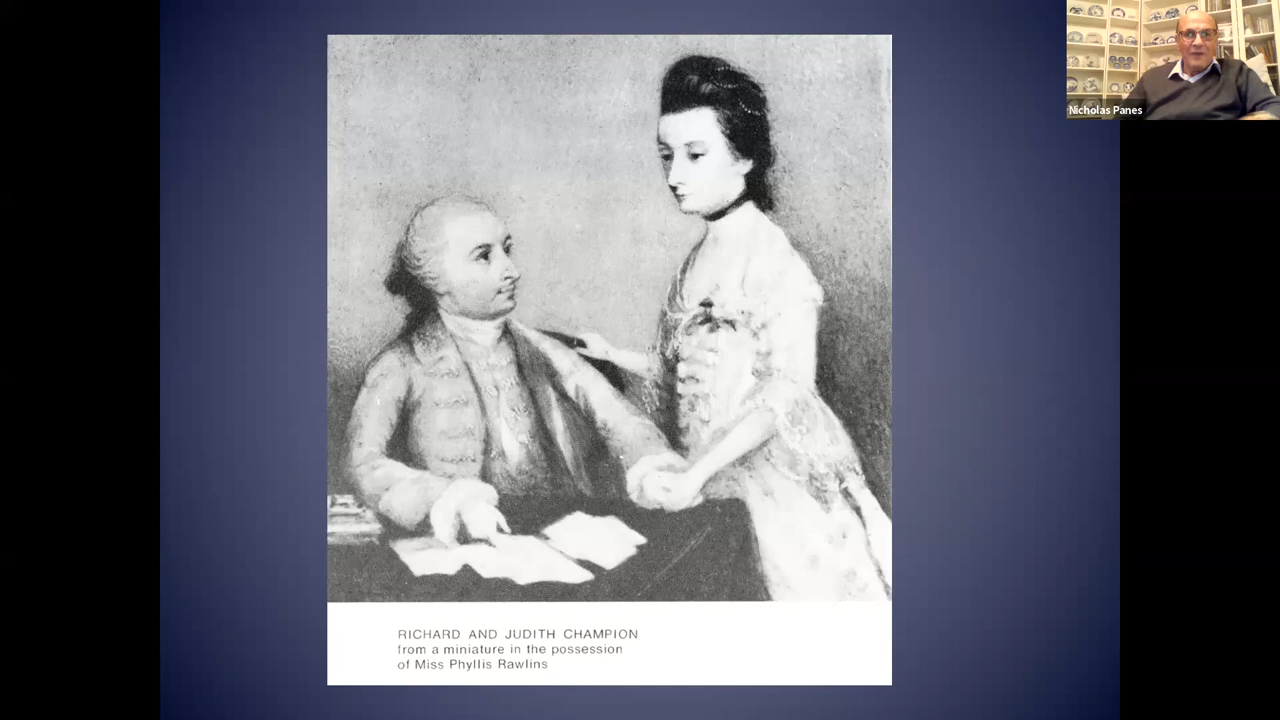 Nicholas Panes
RICHARD AND JUDITH CHAMPION
from a miniature in the possession
of Miss Phyllis Rawlins